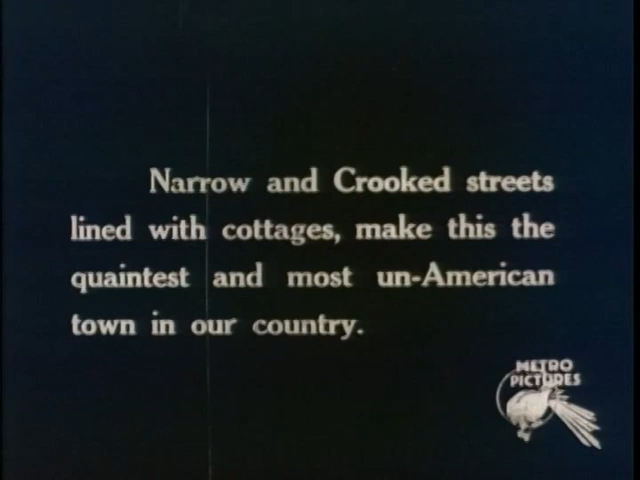 Narrow and Crooked streets
lined with cottages, make this the
quaintest and most un-American
town in our country.
METRO
PICTURES